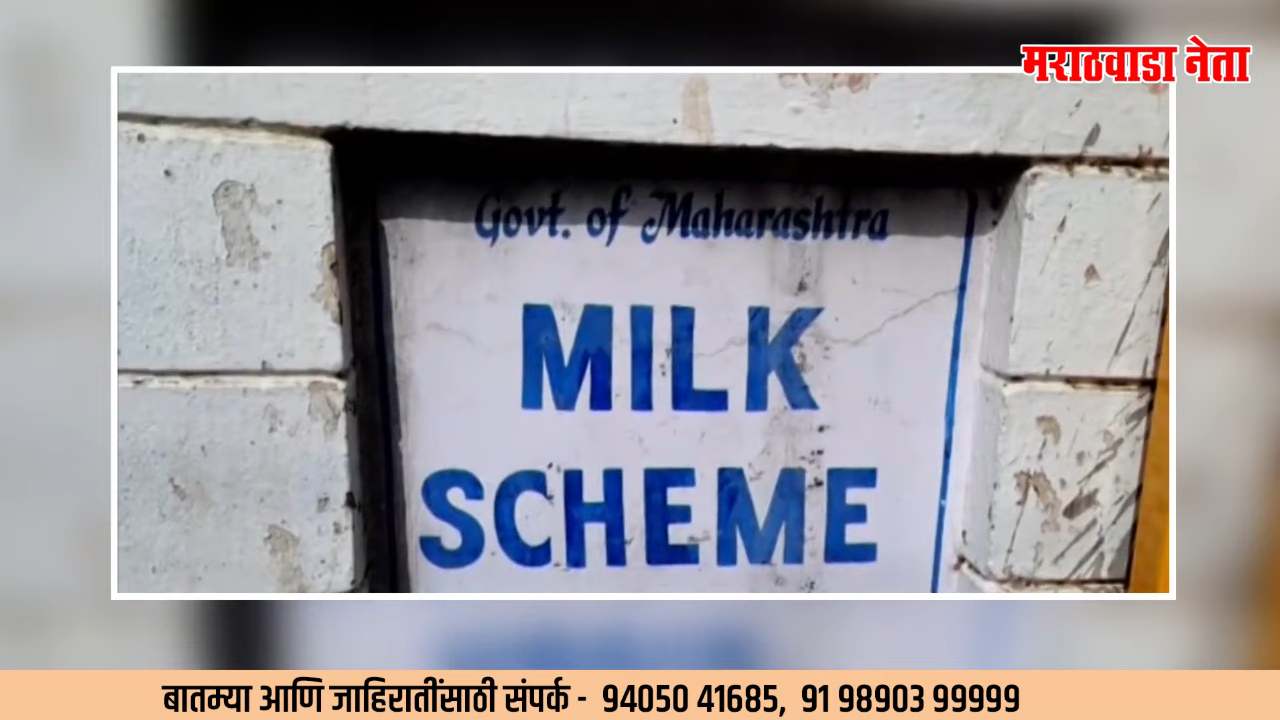 मराठवाडा नेता
Govt. of Maharashtra
MILK
SCHEME
बातम्या आणि जाहिरातींसाठी संपर्क - 94050 41685, 91 98903 99999